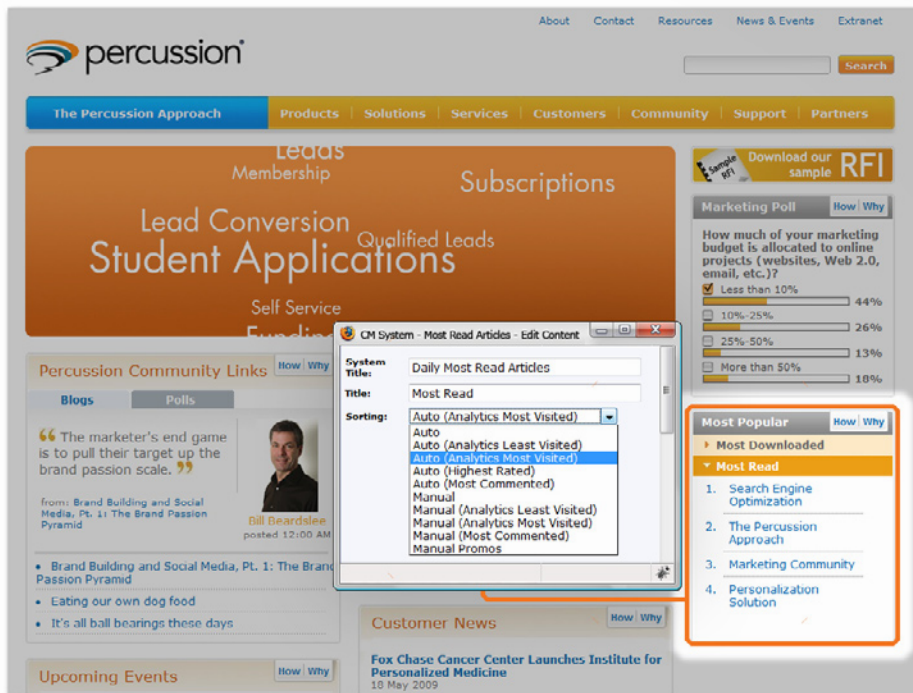 About Contact Resources News & Events Extranet
percussion
Search
The Percussion Approach Products Solutions Services Customers Community Support Partners
Leads
Membership
Subscriptions
Lead Conversion
Qualified Leads
Student Applications
Self Service
Funding
Sample RFI
Download our
sample RFI
Marketing Poll How Why
How much of your marketing
budget is allocated to online
projects (websites, Web 2.0,
email, etc.)?
Less than 10%
44%
10%-25%
26%
25%-50%
13%
More than 50%
18%
Percussion Community Links How Why
Blogs Polls
“ The marketer's end game
is to pull their target up the
brand passion scale. ”
from: Brand Building and Social
Media, Pt. 1: The Brand Passion
Pyramid
Bill Beardslee
posted 12:00 AM
• Brand Building and Social Media, Pt. 1: The Brand
Passion Pyramid
• Eating our own dog food
• It's all ball bearings these days
Upcoming Events How Why
CM System - Most Read Articles - Edit Content
System
Title: Daily Most Read Articles
Title: Most Read
Sorting: Auto (Analytics Most Visited)
Auto
Auto (Analytics Least Visited)
Auto (Analytics Most Visited)
Auto (Highest Rated)
Auto (Most Commented)
Manual
Manual (Analytics Least Visited)
Manual (Analytics Most Visited)
Manual (Most Commented)
Manual Promos
Most Popular How Why
Most Downloaded
Most Read
1. Search Engine
Optimization
2. The Percussion
Approach
3. Marketing Community
4. Personalization
Solution
Customer News How Why
Fox Chase Cancer Center Launches Institute for
Personalized Medicine
18 May 2009